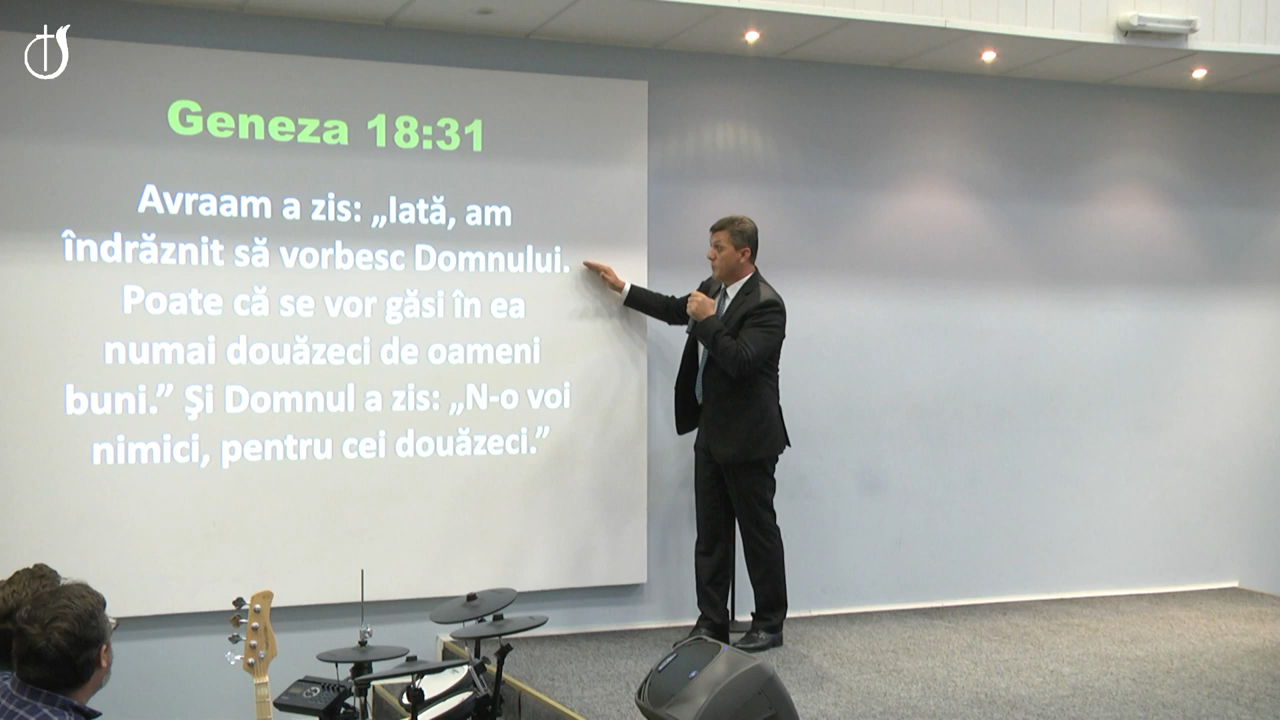 Geneza 18:31
Avraam a zis: „Iată, am
îndrăznit să vorbesc Domnului.
Poate că se vor găsi în ea
numai douăzeci de oameni
buni.” Şi Domnul a zis: „N-o voi
nimici, pentru cei douăzeci.”